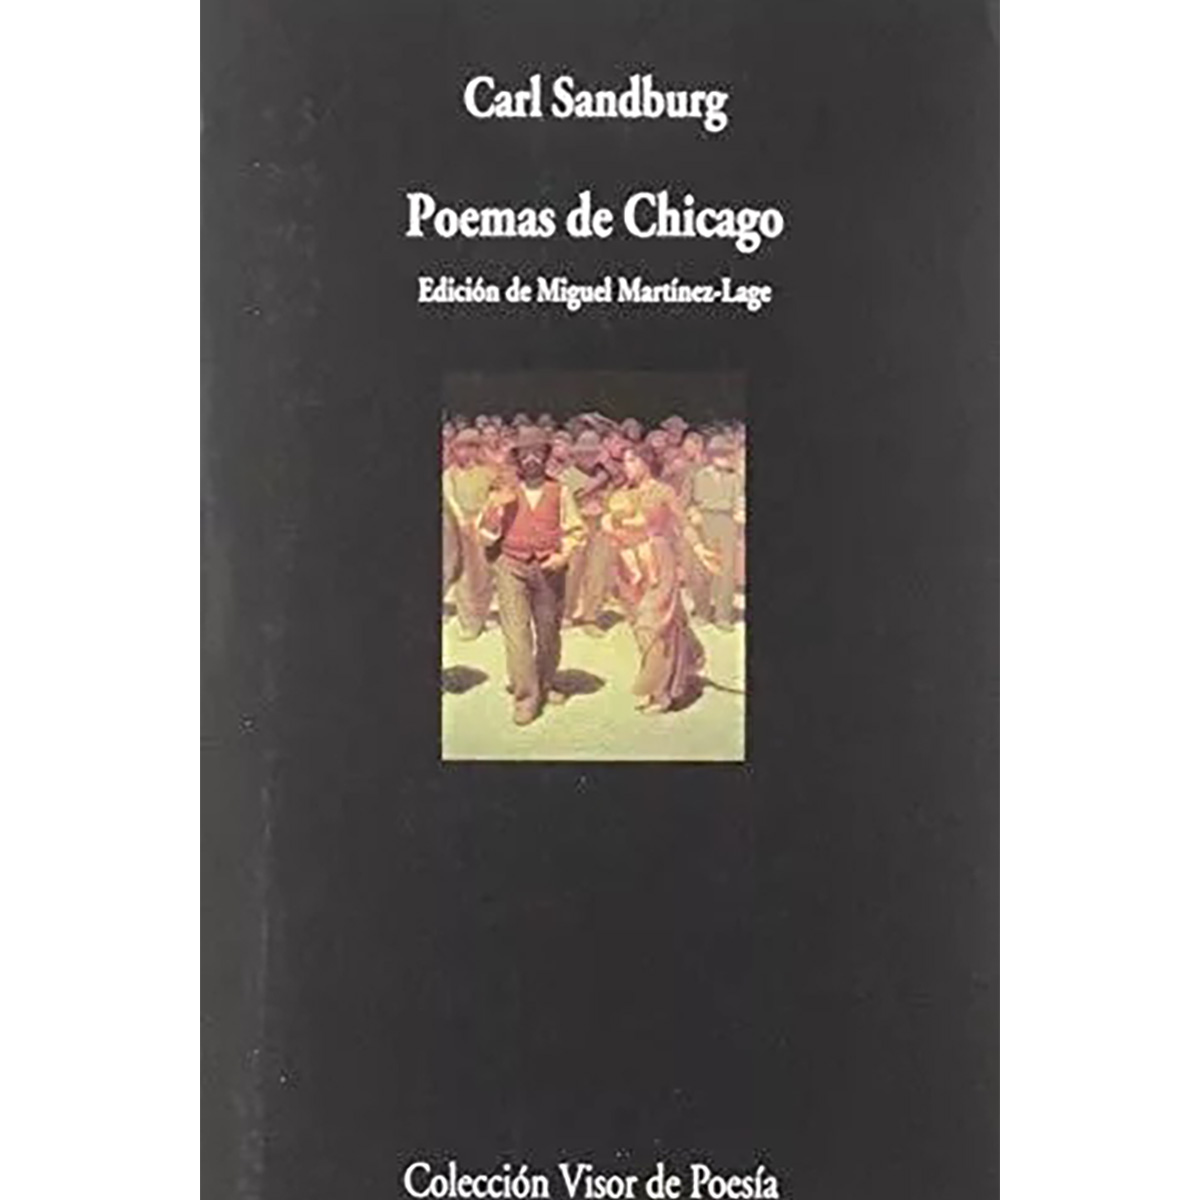 Carl Sandburg
Poemas de Chicago
Edición de Miguel Martínez-Lage
Colección Visor de Poesía